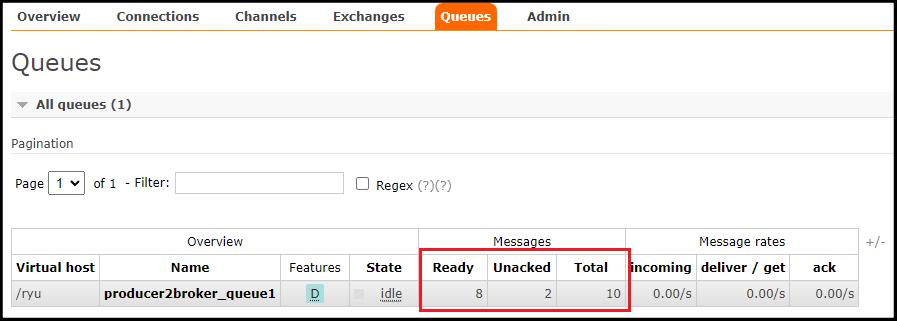 Overview Connections Channels Exchanges Queues Admin
Queues
All queues (1)
Pagination
Page 1 of 1 - Filter: Regex (?)(?)
Overview Messages Message rates +/-
Virtual host Name Features State Ready Unacked Total incoming deliver / get ack
/ryu producer2broker_queue1 D idle 8 2 10 0.00/s 0.00/s 0.00/s